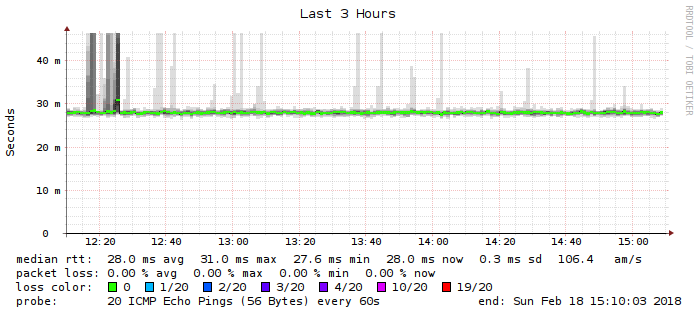 Last 3 Hours
RRDTOOL / TOBI OETIKER
Seconds
40 m
30 m
20 m
10 m
0
12:20 12:40 13:00 13:20 13:40 14:00 14:20 14:40 15:00
median rtt: 28.0 ms avg 31.0 ms max 27.6 ms min 28.0 ms now 0.3 ms sd 106.4 am/s
packet loss: 0.00 % avg 0.00 % max 0.00 % min 0.00 % now
loss color: 0 1/20 2/20 3/20 4/20 10/20 19/20
probe: 20 ICMP Echo Pings (56 Bytes) every 60s end: Sun Feb 18 15:10:03 2018